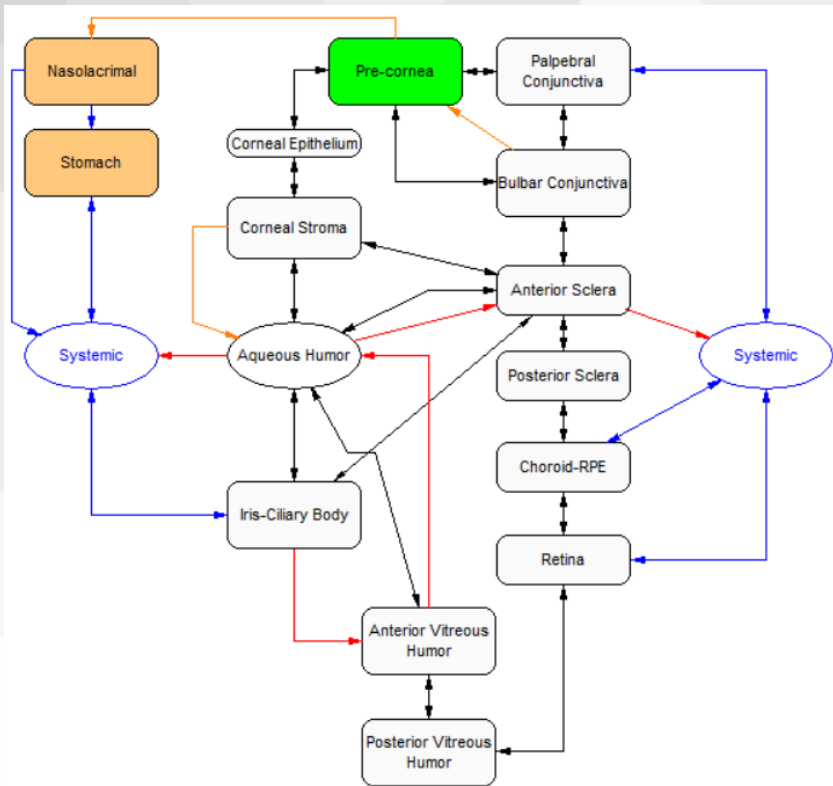 Nasolacrimal
Pre-cornea
Palpebral
Conjunctiva
Corneal Epithelium
Stomach
Bulbar Conjunctiva
Corneal Stroma
Anterior Sclera
Systemic
Aqueous Humor
Systemic
Posterior Sclera
Choroid-RPE
Iris-Ciliary Body
Retina
Anterior Vitreous
Humor
Posterior Vitreous
Humor